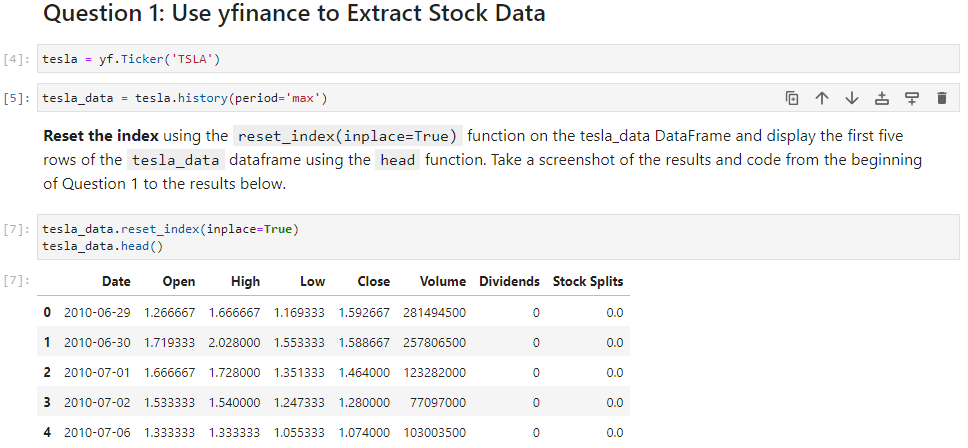 Question 1: Use yfinance to Extract Stock Data
[4]: tesla = yf.Ticker('TSLA')
[5]: tesla_data = tesla.history(period='max')
Reset the index using the reset_index(inplace=True) function on the tesla_data DataFrame and display the first five
rows of the tesla_data dataframe using the head function. Take a screenshot of the results and code from the beginning
of Question 1 to the results below.
[7]: tesla_data.reset_index(inplace=True)
tesla_data.head()
[7]: Date Open High Low Close Volume Dividends Stock Splits
0 2010-06-29 1.266667 1.666667 1.169333 1.592667 281494500 0 0.0
1 2010-06-30 1.719333 2.028000 1.553333 1.588667 257806500 0 0.0
2 2010-07-01 1.666667 1.728000 1.351333 1.464000 123282000 0 0.0
3 2010-07-02 1.533333 1.540000 1.247333 1.280000 77097000 0 0.0
4 2010-07-06 1.333333 1.333333 1.055333 1.074000 103003500 0 0.0